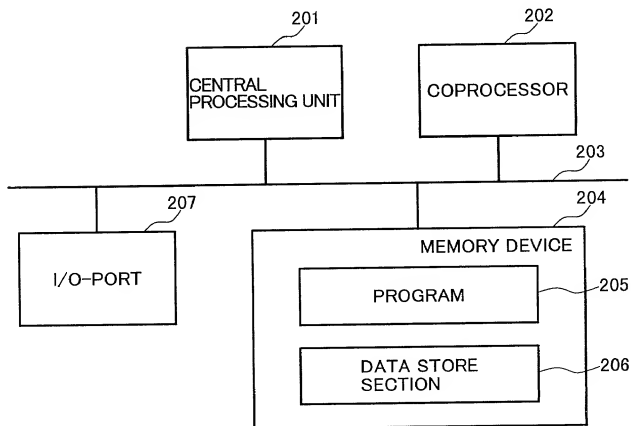 201
202
CENTRAL
PROCESSING UNIT
COPROCESSOR
203
207
204
I/O-PORT
MEMORY DEVICE
PROGRAM
205
DATA STORE
SECTION
206